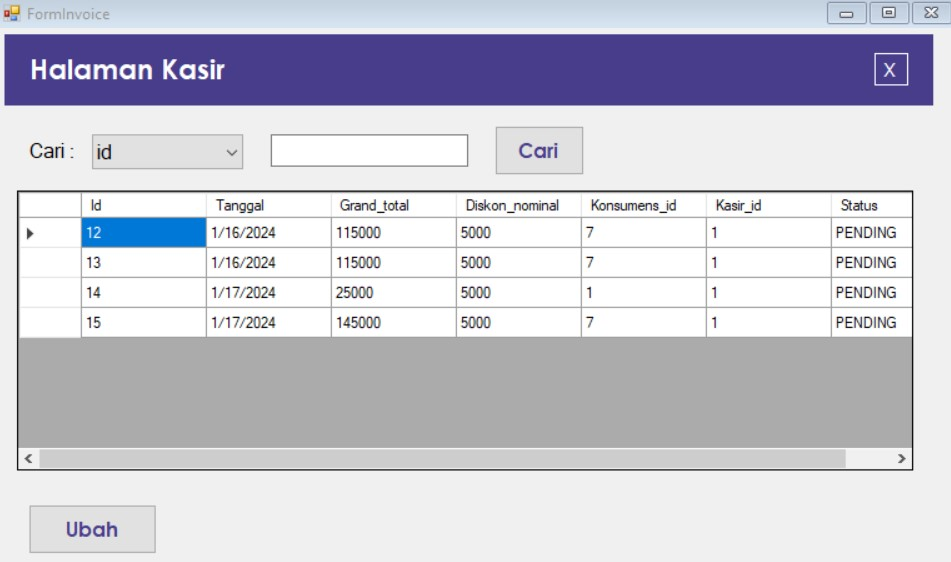 FormInvoice
Halaman Kasir X
Cari : id Cari
Id Tanggal Grand_total Diskon_nominal Konsumens_id Kasir_id Status
12 1/16/2024 115000 5000 7 1 PENDING
13 1/16/2024 115000 5000 7 1 PENDING
14 1/17/2024 25000 5000 1 1 PENDING
15 1/17/2024 145000 5000 7 1 PENDING
Ubah